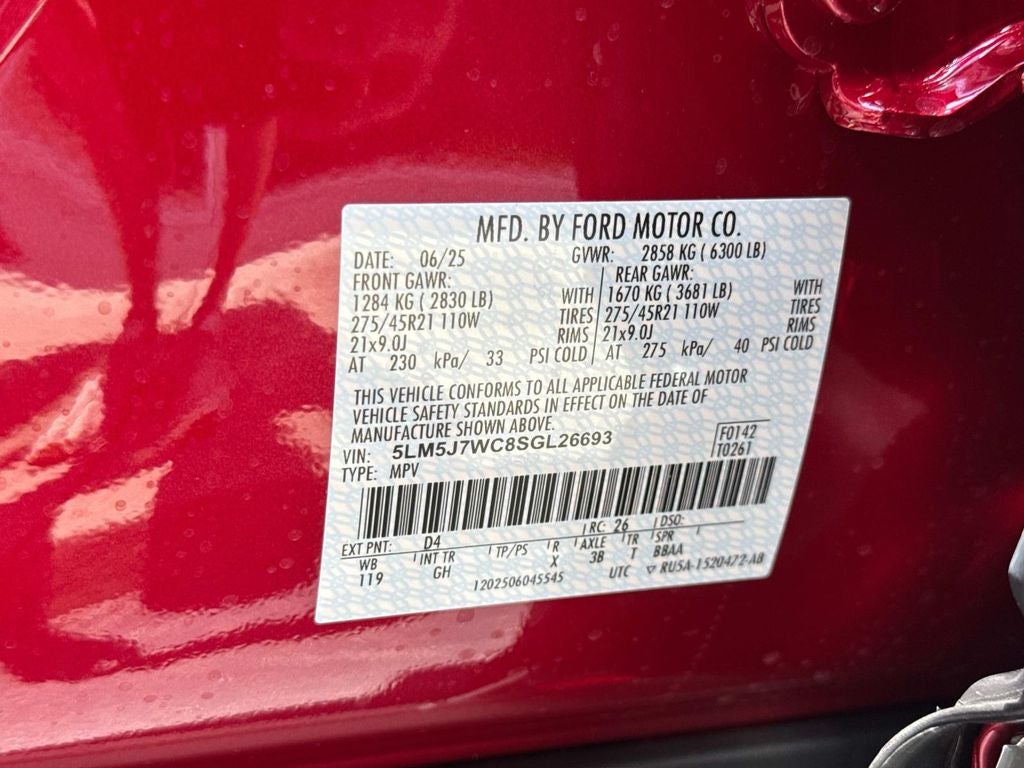 MFD. BY FORD MOTOR CO.
DATE: 06/25 GVWR: 2858 KG ( 6300 LB)
FRONT GAWR: REAR GAWR:
1284 KG ( 2830 LB) WITH 1670 KG ( 3681 LB) WITH
275/45R21 110W TIRES 275/45R21 110W TIRES
21x9.0J RIMS 21x9.0J RIMS
AT 230 kPa/ 33 PSI COLD AT 275 kPa/ 40 PSI COLD
THIS VEHICLE CONFORMS TO ALL APPLICABLE FEDERAL MOTOR
VEHICLE SAFETY STANDARDS IN EFFECT ON THE DATE OF
MANUFACTURE SHOWN ABOVE.
VIN: 5LM5J7WC8SGL26693 F0142
TYPE: MPV T0261
EXT PNT: D4 RC: 26 DSO:
WB INT TR TP/PS R AXLE TR SPR
119 GH X 3B T BBAA
1202506045545 UTC ▽ RU5A-1520472-AB